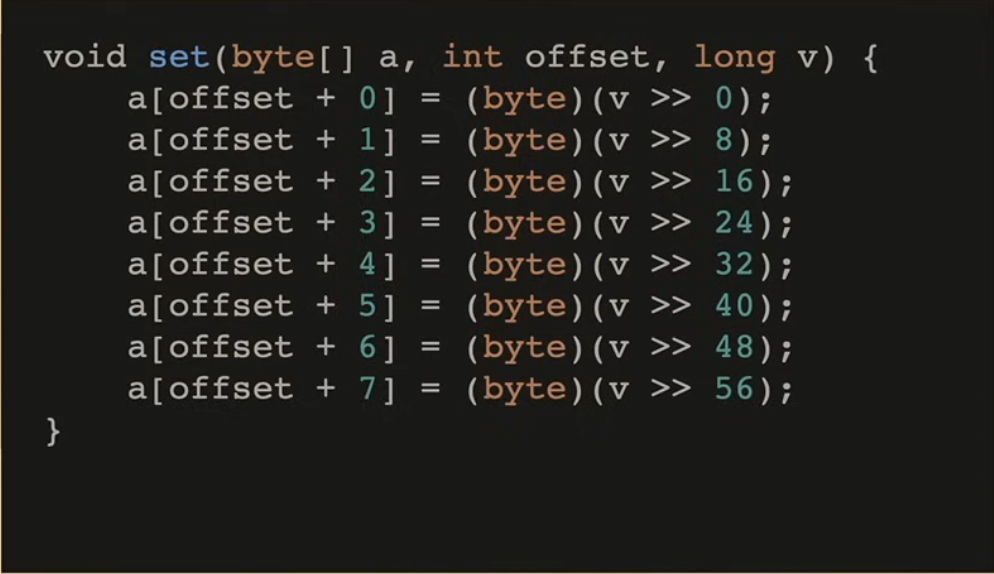 void set(byte[] a, int offset, long v) {
    a[offset + 0] = (byte)(v >> 0);
    a[offset + 1] = (byte)(v >> 8);
    a[offset + 2] = (byte)(v >> 16);
    a[offset + 3] = (byte)(v >> 24);
    a[offset + 4] = (byte)(v >> 32);
    a[offset + 5] = (byte)(v >> 40);
    a[offset + 6] = (byte)(v >> 48);
    a[offset + 7] = (byte)(v >> 56);
}